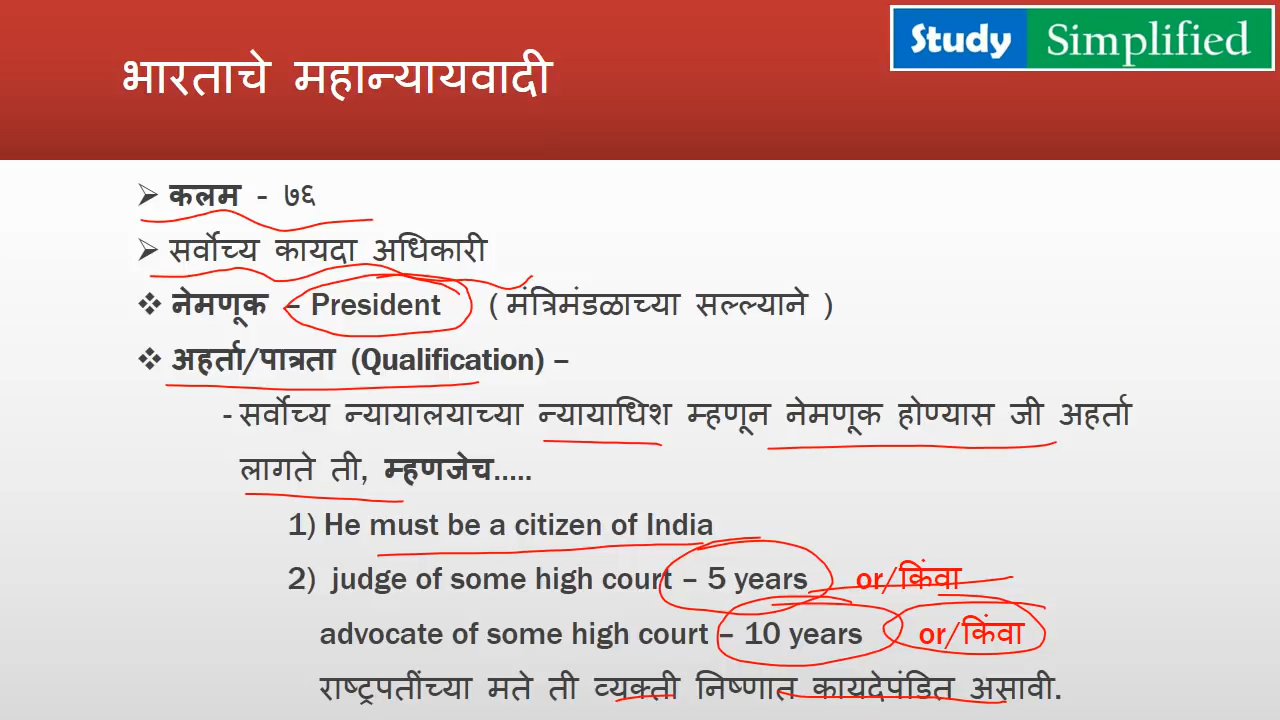 Study Simplified
भारताचे महान्यायवादी
कलम - ७६
सर्वोच्य कायदा अधिकारी
नेमणूक – President ( मंत्रिमंडळाच्या सल्ल्याने )
अहर्ता/पात्रता (Qualification) –
- सर्वोच्य न्यायालयाच्या न्यायाधिश म्हणून नेमणूक होण्यास जी अहर्ता
लागते ती, म्हणजेच.....
1) He must be a citizen of India
2) judge of some high court – 5 years or/किंवा
advocate of some high court – 10 years or/किंवा
राष्ट्रपतींच्या मते ती व्यक्ती निष्णात कायदेपंडित असावी.